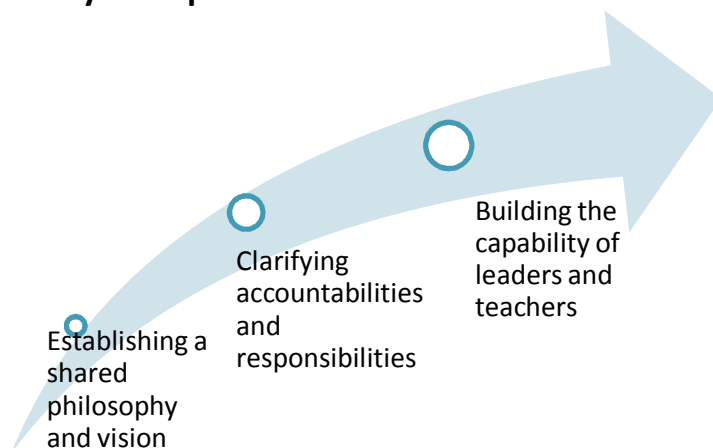 Establishing a
shared
philosophy
and vision
Clarifying
accountabilities
and
responsibilities
Building the
capability of
leaders and
teachers